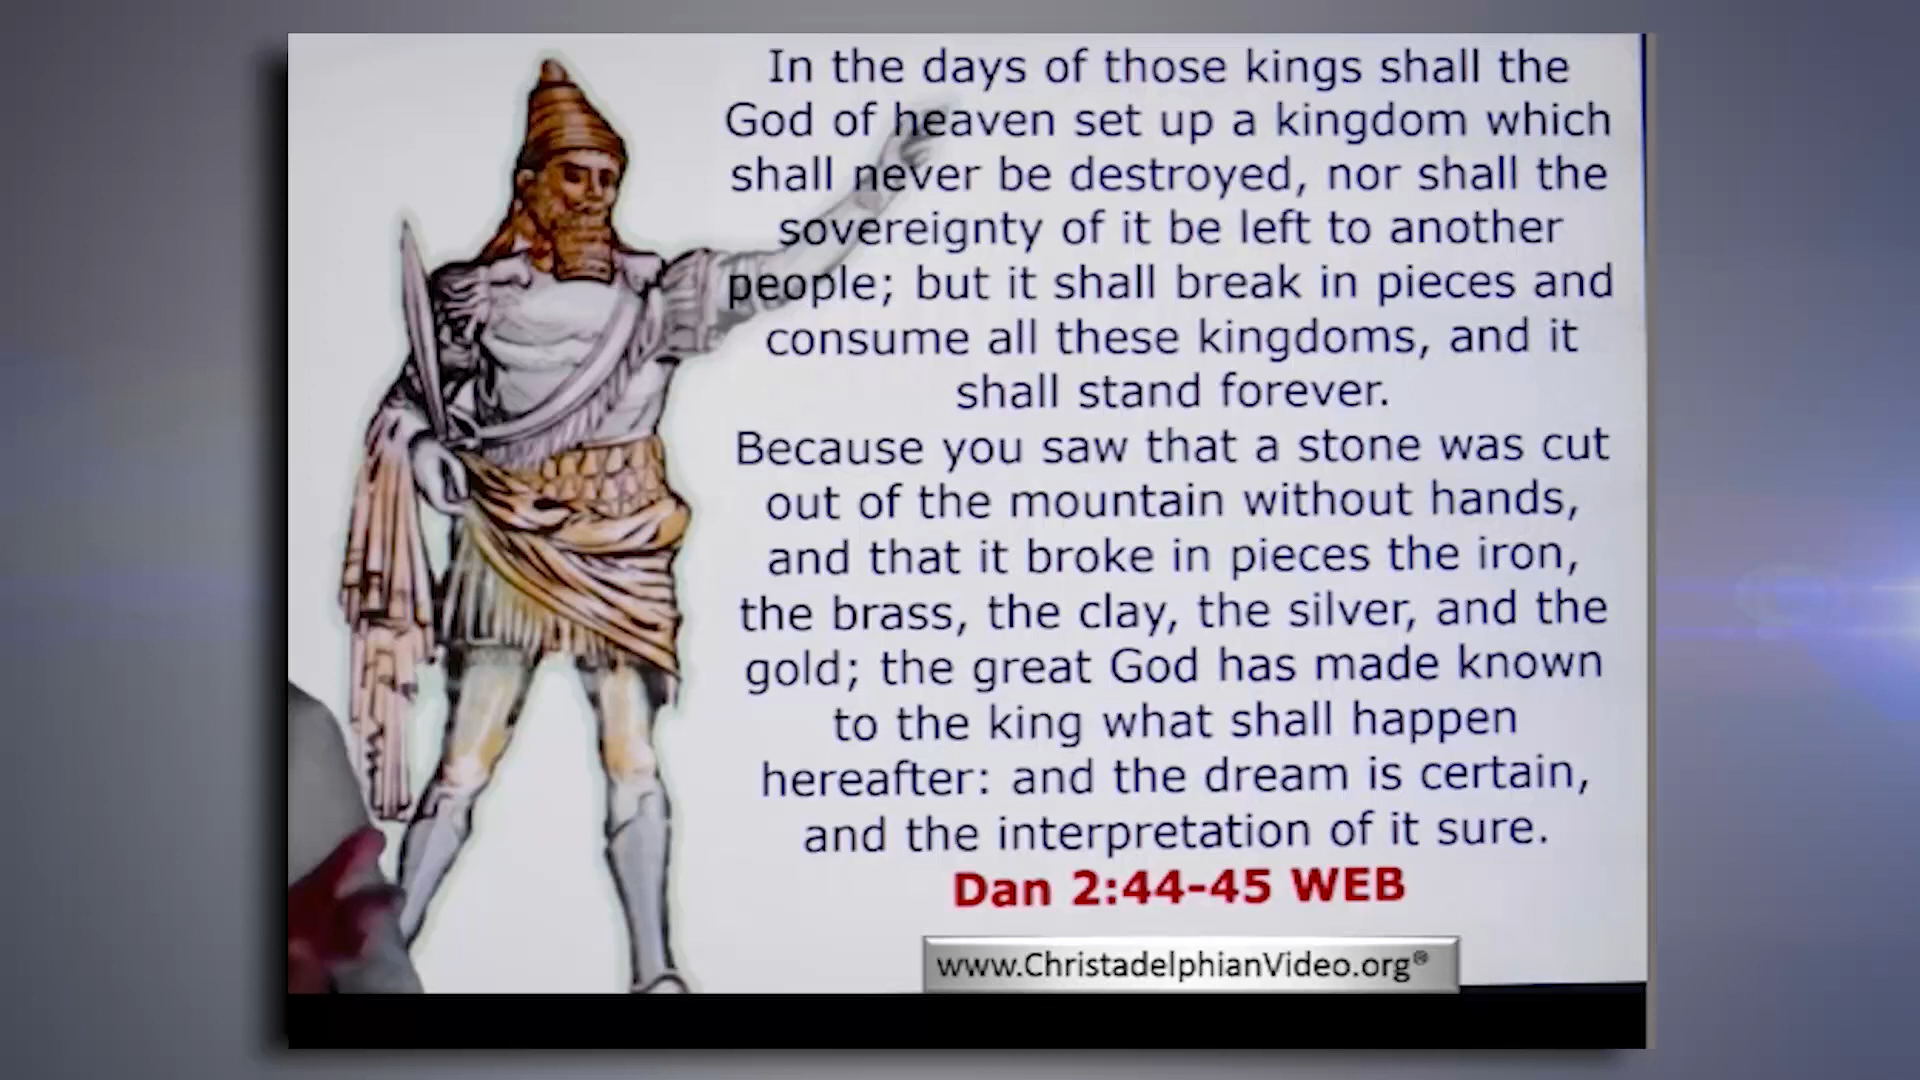 In the days of those kings shall the
God of heaven set up a kingdom which
shall never be destroyed, nor shall the
sovereignty of it be left to another
people; but it shall break in pieces and
consume all these kingdoms, and it
shall stand forever.
Because you saw that a stone was cut
out of the mountain without hands,
and that it broke in pieces the iron,
the brass, the clay, the silver, and the
gold; the great God has made known
to the king what shall happen
hereafter: and the dream is certain,
and the interpretation of it sure.
Dan 2:44-45 WEB
www.ChristadelphianVideo.org®